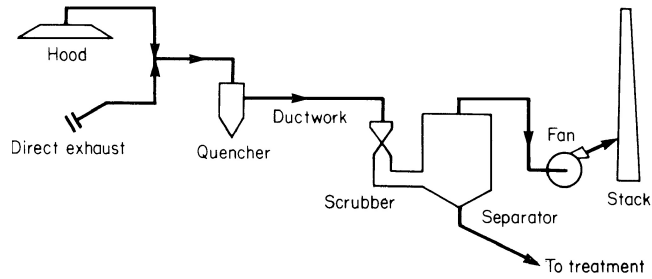 Hood
Direct exhaust
Quencher
Ductwork
Scrubber
Separator
Fan
Stack
To treatment